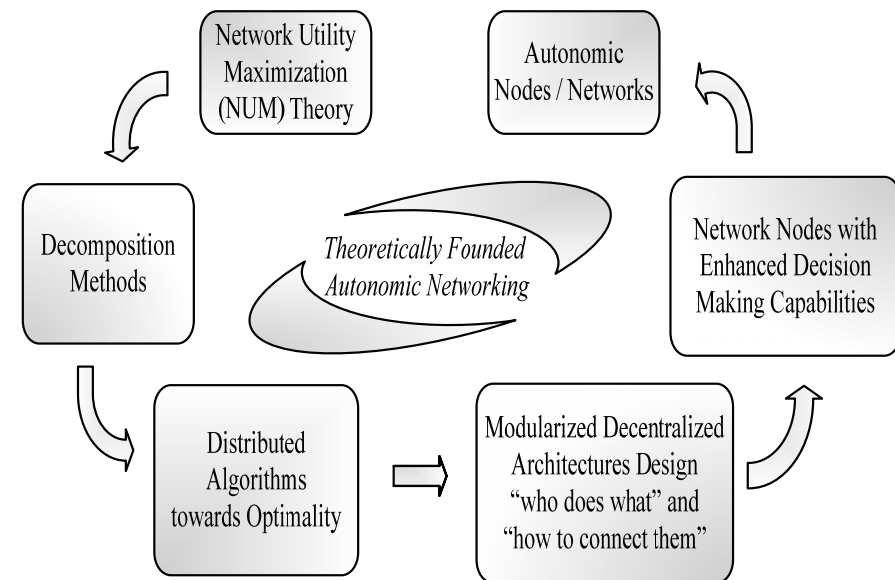 Network Utility
Maximization
(NUM) Theory
Autonomic
Nodes / Networks
Decomposition
Methods
Theoretically Founded
Autonomic Networking
Network Nodes with
Enhanced Decision
Making Capabilities
Distributed
Algorithms
towards Optimality
Modularized Decentralized
Architectures Design
“who does what” and
“how to connect them”